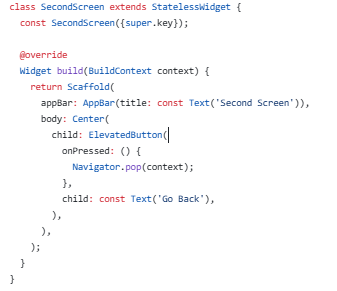 class SecondScreen extends StatelessWidget {
  const SecondScreen({super.key});

  @override
  Widget build(BuildContext context) {
    return Scaffold(
      appBar: AppBar(title: const Text('Second Screen')),
      body: Center(
        child: ElevatedButton(
          onPressed: () {
            Navigator.pop(context);
          },
          child: const Text('Go Back'),
        ),
      ),
    );
  }
}